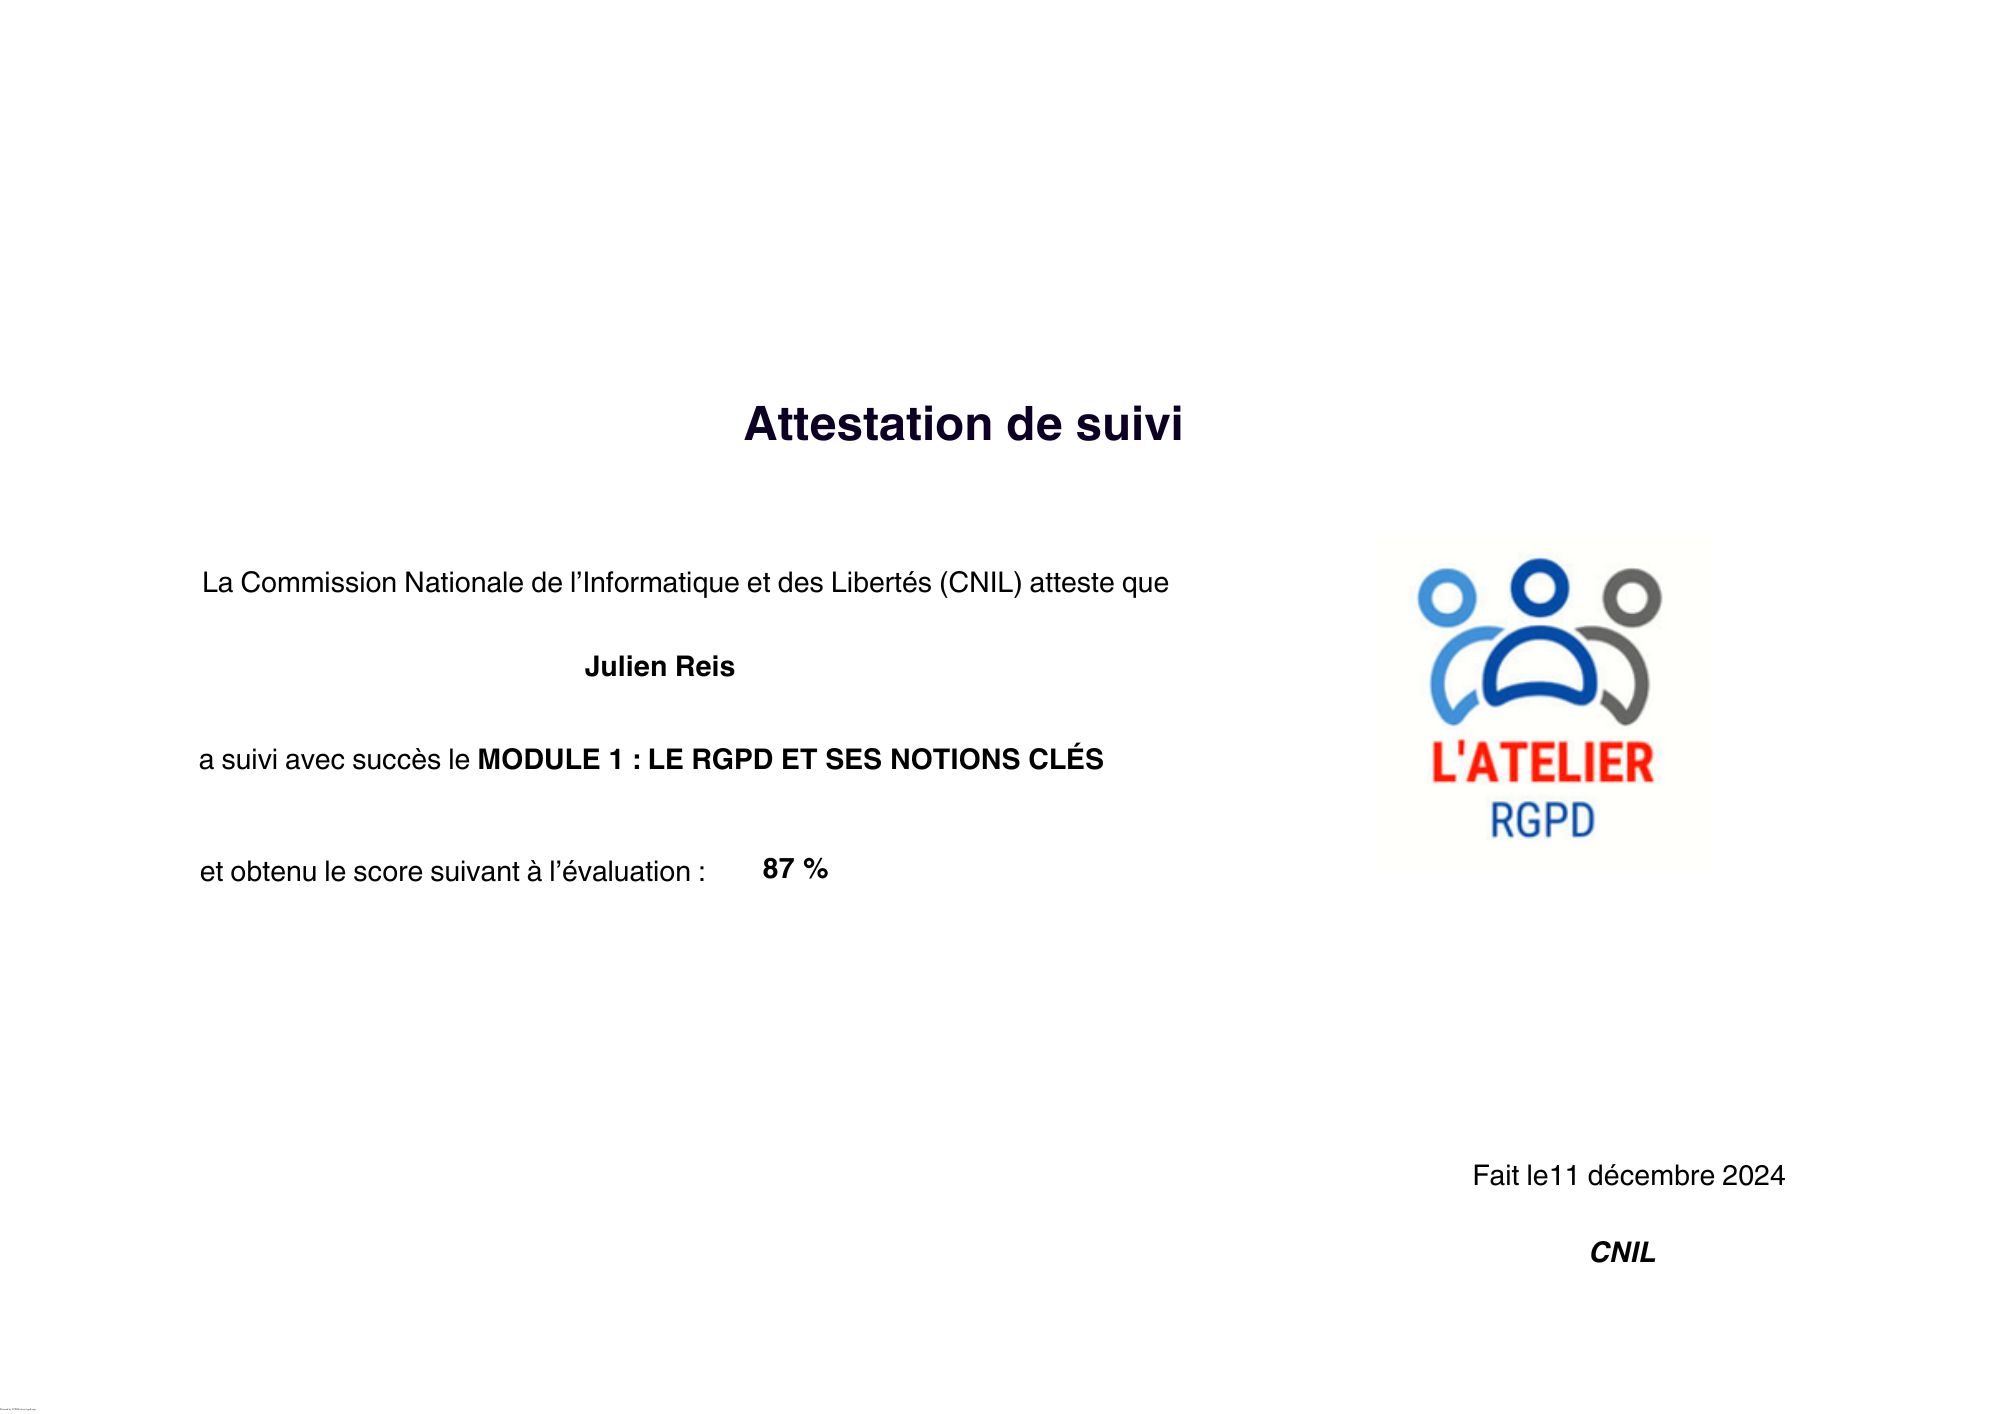 Attestation de suivi
La Commission Nationale de l’Informatique et des Libertés (CNIL) atteste que
Julien Reis
a suivi avec succès le MODULE 1 : LE RGPD ET SES NOTIONS CLÉS
et obtenu le score suivant à l’évaluation : 87 %
L'ATELIER
RGPD
Fait le11 décembre 2024
CNIL